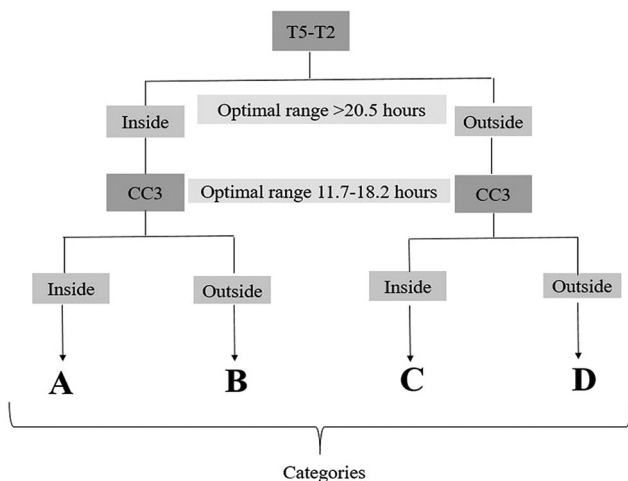 T5-T2
Inside
Optimal range >20.5 hours
Outside
CC3
Optimal range 11.7-18.2 hours
CC3
Inside
Outside
Inside
Outside
A
B
C
D
Categories